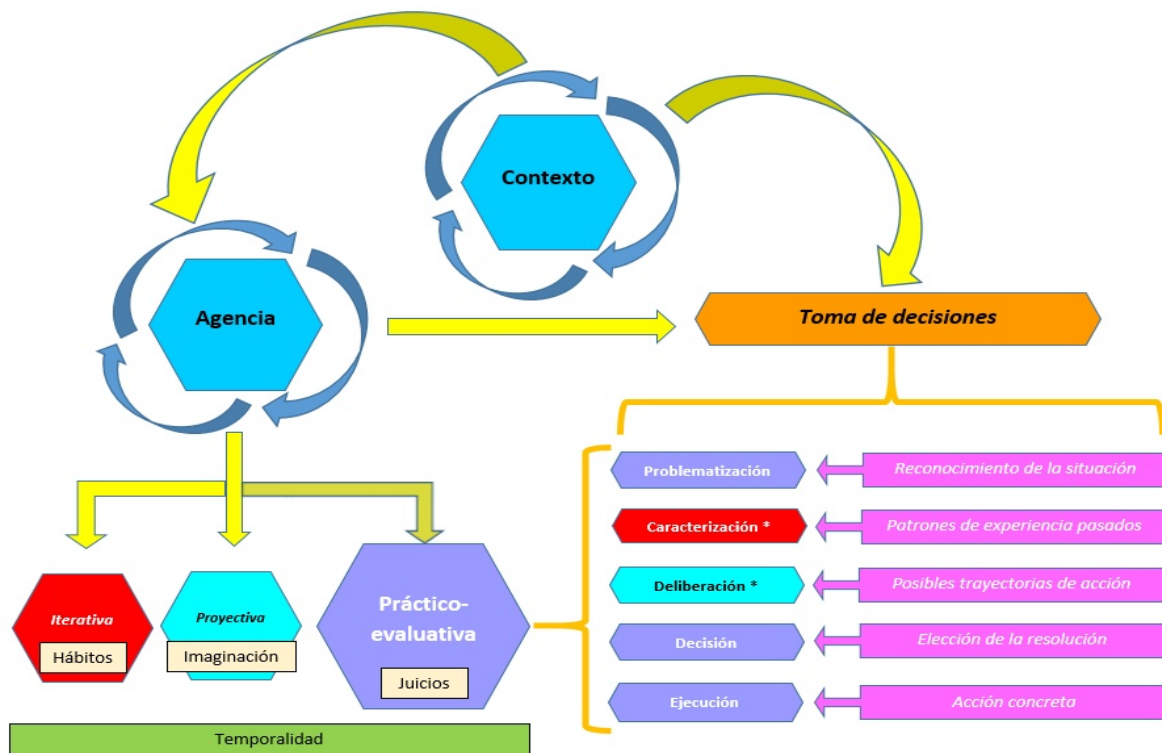 Contexto
Agencia
Toma de decisiones
Problematización
Reconocimiento de la situación
Caracterización *
Patrones de experiencia pasados
Deliberación *
Posibles trayectorias de acción
Decisión
Elección de la resolución
Ejecución
Acción concreta
Iterativa
Hábitos
Proyectiva
Imaginación
Práctico-
evaluativa
Juicios
Temporalidad